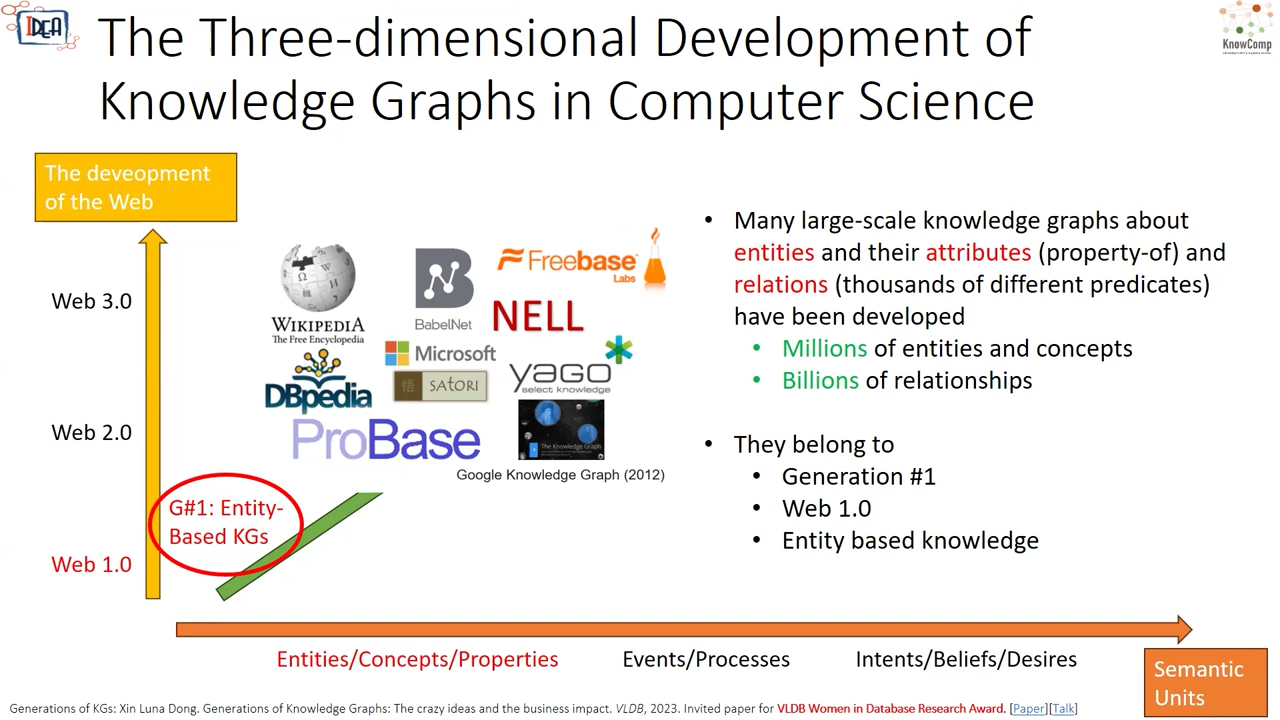 IDEA
KnowComp
The Three-dimensional Development of
Knowledge Graphs in Computer Science
The deveopment
of the Web
Web 3.0
Web 2.0
Web 1.0
WIKIPEDIA
The Free Encyclopedia
BabelNet
Freebase
Labs
NELL
DBpedia
Microsoft
SATORI
yago
select knowledge
ProBase
The Knowledge Graph
Google Knowledge Graph (2012)
G#1: Entity-
Based KGs
• Many large-scale knowledge graphs about
entities and their attributes (property-of) and
relations (thousands of different predicates)
have been developed
• Millions of entities and concepts
• Billions of relationships
• They belong to
• Generation #1
• Web 1.0
• Entity based knowledge
Entities/Concepts/Properties
Events/Processes
Intents/Beliefs/Desires
Semantic
Units
Generations of KGs: Xin Luna Dong. Generations of Knowledge Graphs: The crazy ideas and the business impact. VLDB, 2023. Invited paper for VLDB Women in Database Research Award. [Paper][Talk]